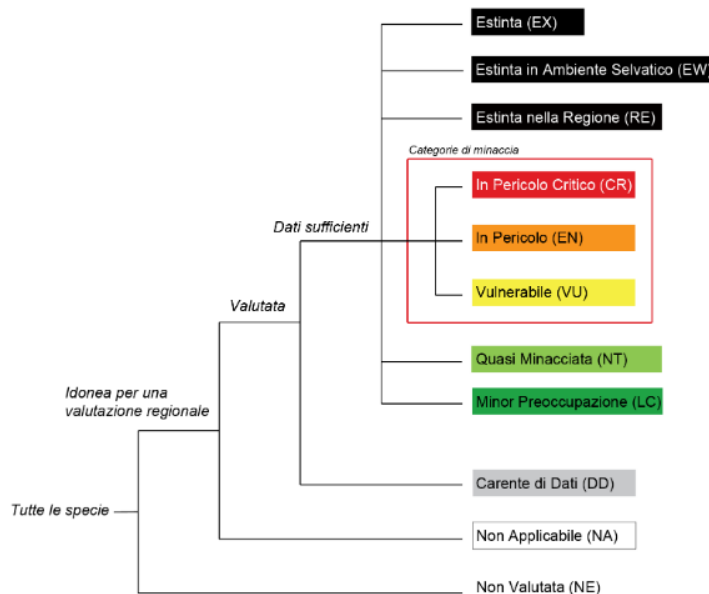 Estinta (EX)
Estinta in Ambiente Selvatico (EW)
Estinta nella Regione (RE)
Categorie di minaccia
In Pericolo Critico (CR)
Dati sufficienti
In Pericolo (EN)
Vulnerabile (VU)
Valutata
Quasi Minacciata (NT)
Idonea per una
valutazione regionale
Minor Preoccupazione (LC)
Carente di Dati (DD)
Tutte le specie
Non Applicabile (NA)
Non Valutata (NE)